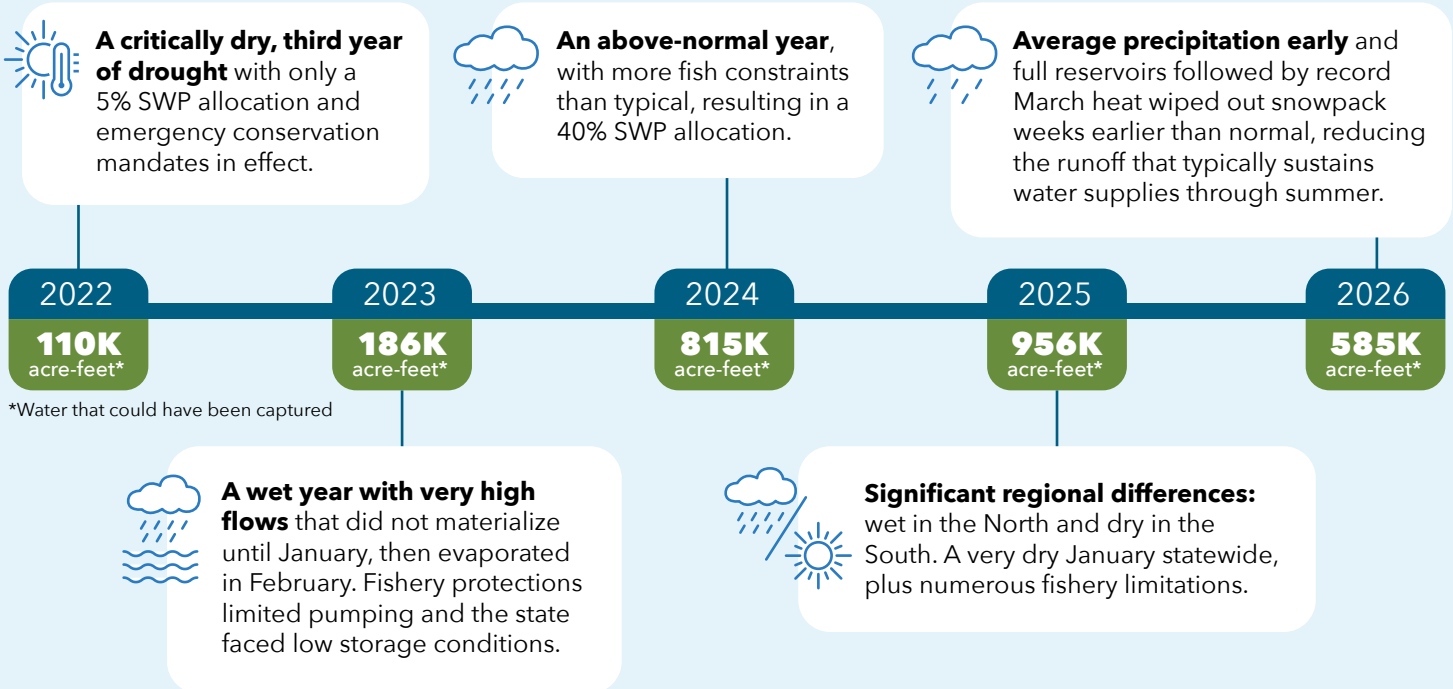 A critically dry, third year
of drought with only a
5% SWP allocation and
emergency conservation
mandates in effect.
An above-normal year,
with more fish constraints
than typical, resulting in a
40% SWP allocation.
Average precipitation early and
full reservoirs followed by record
March heat wiped out snowpack
weeks earlier than normal, reducing
the runoff that typically sustains
water supplies through summer.
2022
110K
acre-feet*
2023
186K
acre-feet*
2024
815K
acre-feet*
2025
956K
acre-feet*
2026
585K
acre-feet*
*Water that could have been captured
A wet year with very high
flows that did not materialize
until January, then evaporated
in February. Fishery protections
limited pumping and the state
faced low storage conditions.
Significant regional differences:
wet in the North and dry in the
South. A very dry January statewide,
plus numerous fishery limitations.